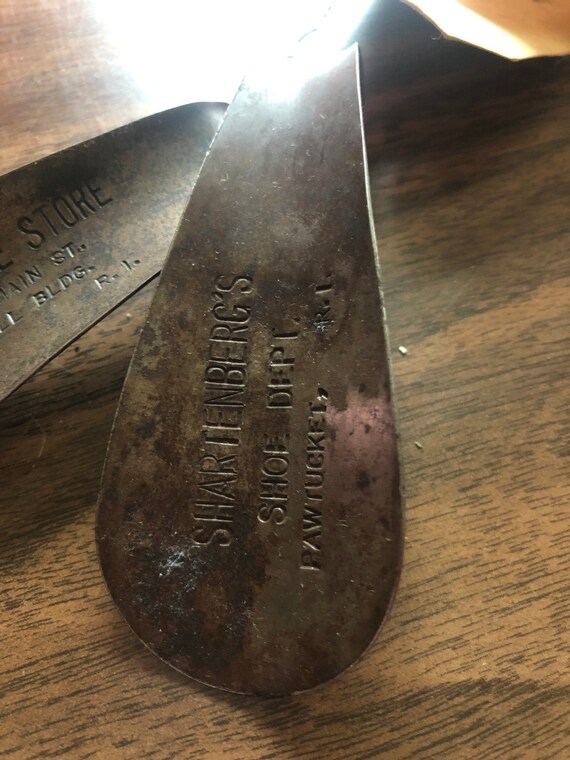 STORE
MAIN ST.
BLDG.
R. I.
SHARTENBERG'S
SHOE DEPT.
PAWTUCKET, R. I.